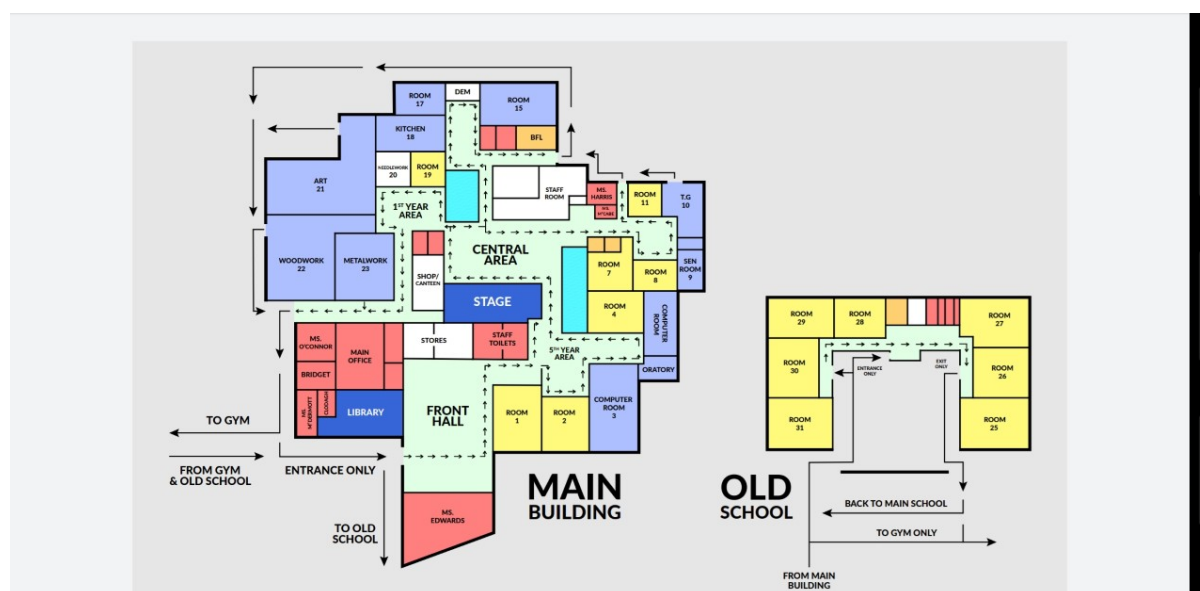 DEM
ROOM
17
ROOM
15
KITCHEN
18
BFL
NEEDLEWORK
20
ROOM
19
ART
21
STAFF
ROOM
MS.
HARRIS
ROOM
11
T.G
10
1ST YEAR
AREA
CENTRAL
AREA
WOODWORK
22
METALWORK
23
SHOP/
CANTEEN
ROOM
7
ROOM
8
SEN
ROOM
9
STAGE
ROOM
4
COMPUTER
ROOM
MS.
O'CONNOR
MAIN
OFFICE
STORES
STAFF
TOILETS
5TH YEAR
AREA
ORATORY
BRIDGET
MS.
McDERMOTT
CLODAGH
LIBRARY
FRONT
HALL
ROOM
1
ROOM
2
COMPUTER
ROOM
3
TO GYM
FROM GYM
& OLD SCHOOL
ENTRANCE ONLY
MAIN
BUILDING
MS.
EDWARDS
TO OLD
SCHOOL
ROOM
29
ROOM
28
ROOM
27
ROOM
30
ENTRANCE
ONLY
EXIT
ONLY
ROOM
26
ROOM
31
ROOM
25
OLD
SCHOOL
BACK TO MAIN SCHOOL
TO GYM ONLY
FROM MAIN
BUILDING